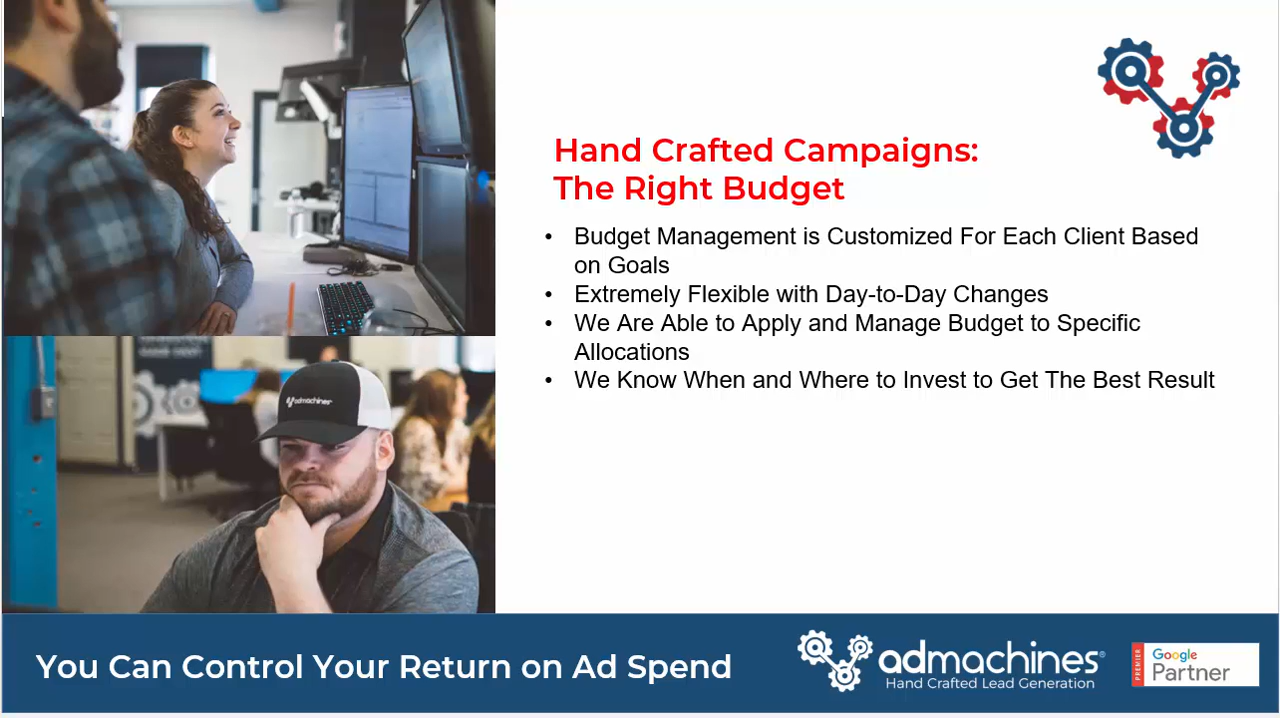 Hand Crafted Campaigns:
The Right Budget
• Budget Management is Customized For Each Client Based
on Goals
• Extremely Flexible with Day-to-Day Changes
• We Are Able to Apply and Manage Budget to Specific
Allocations
• We Know When and Where to Invest to Get The Best Result
admachines
You Can Control Your Return on Ad Spend
admachines®
Hand Crafted Lead Generation
PREMIER
Google
Partner